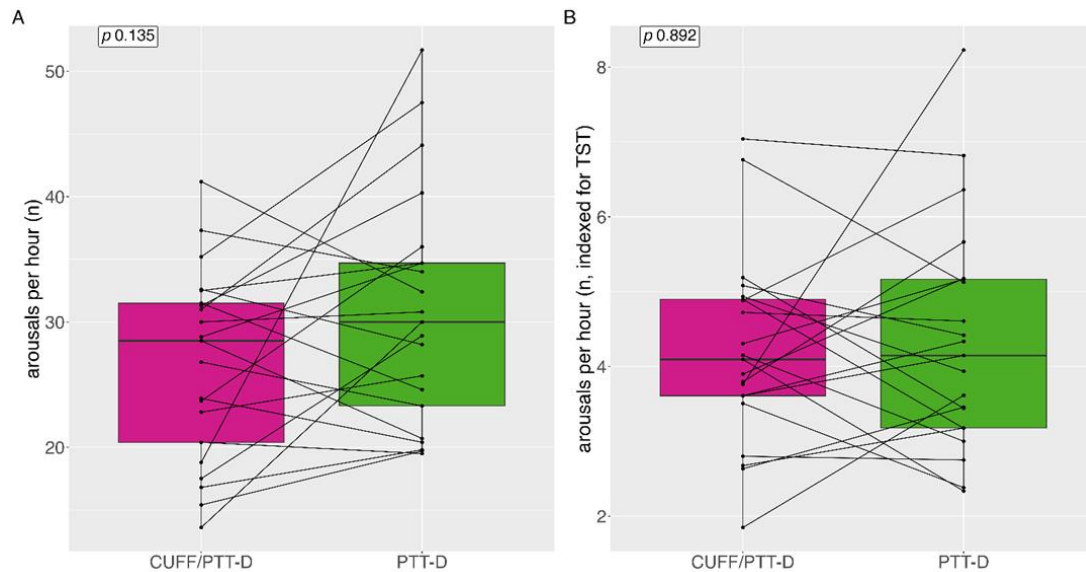 A
p 0.135
arousals per hour (n)
50
40
30
20
CUFF/PTT-D
PTT-D
B
p 0.892
arousals per hour (n, indexed for TST)
8
6
4
2
CUFF/PTT-D
PTT-D